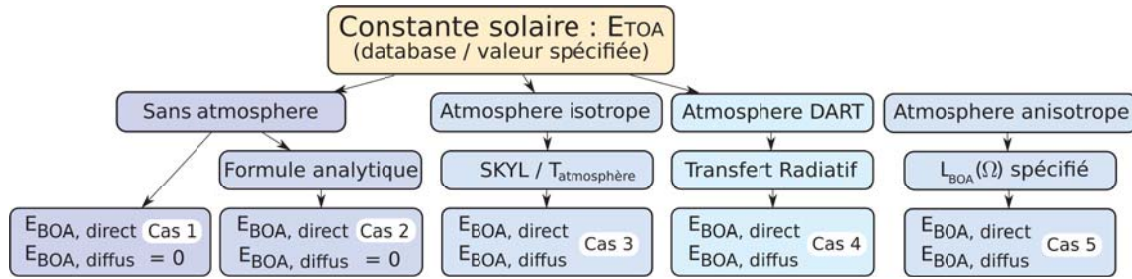 Constante solaire : ETOA
(database / valeur spécifiée)
Sans atmosphere
Atmosphere isotrope
Atmosphere DART
Atmosphere anisotrope
Formule analytique
SKYL / Tatmosphère
Transfert Radiatif
LBOA(Ω) spécifié
EBOA, direct Cas 1
EBOA, diffus = 0
EBOA, direct Cas 2
EBOA, diffus = 0
EBOA, direct
Cas 3
EBOA, diffus
EBOA, direct
Cas 4
EBOA, diffus
EBOA, direct
Cas 5
EBOA, diffus